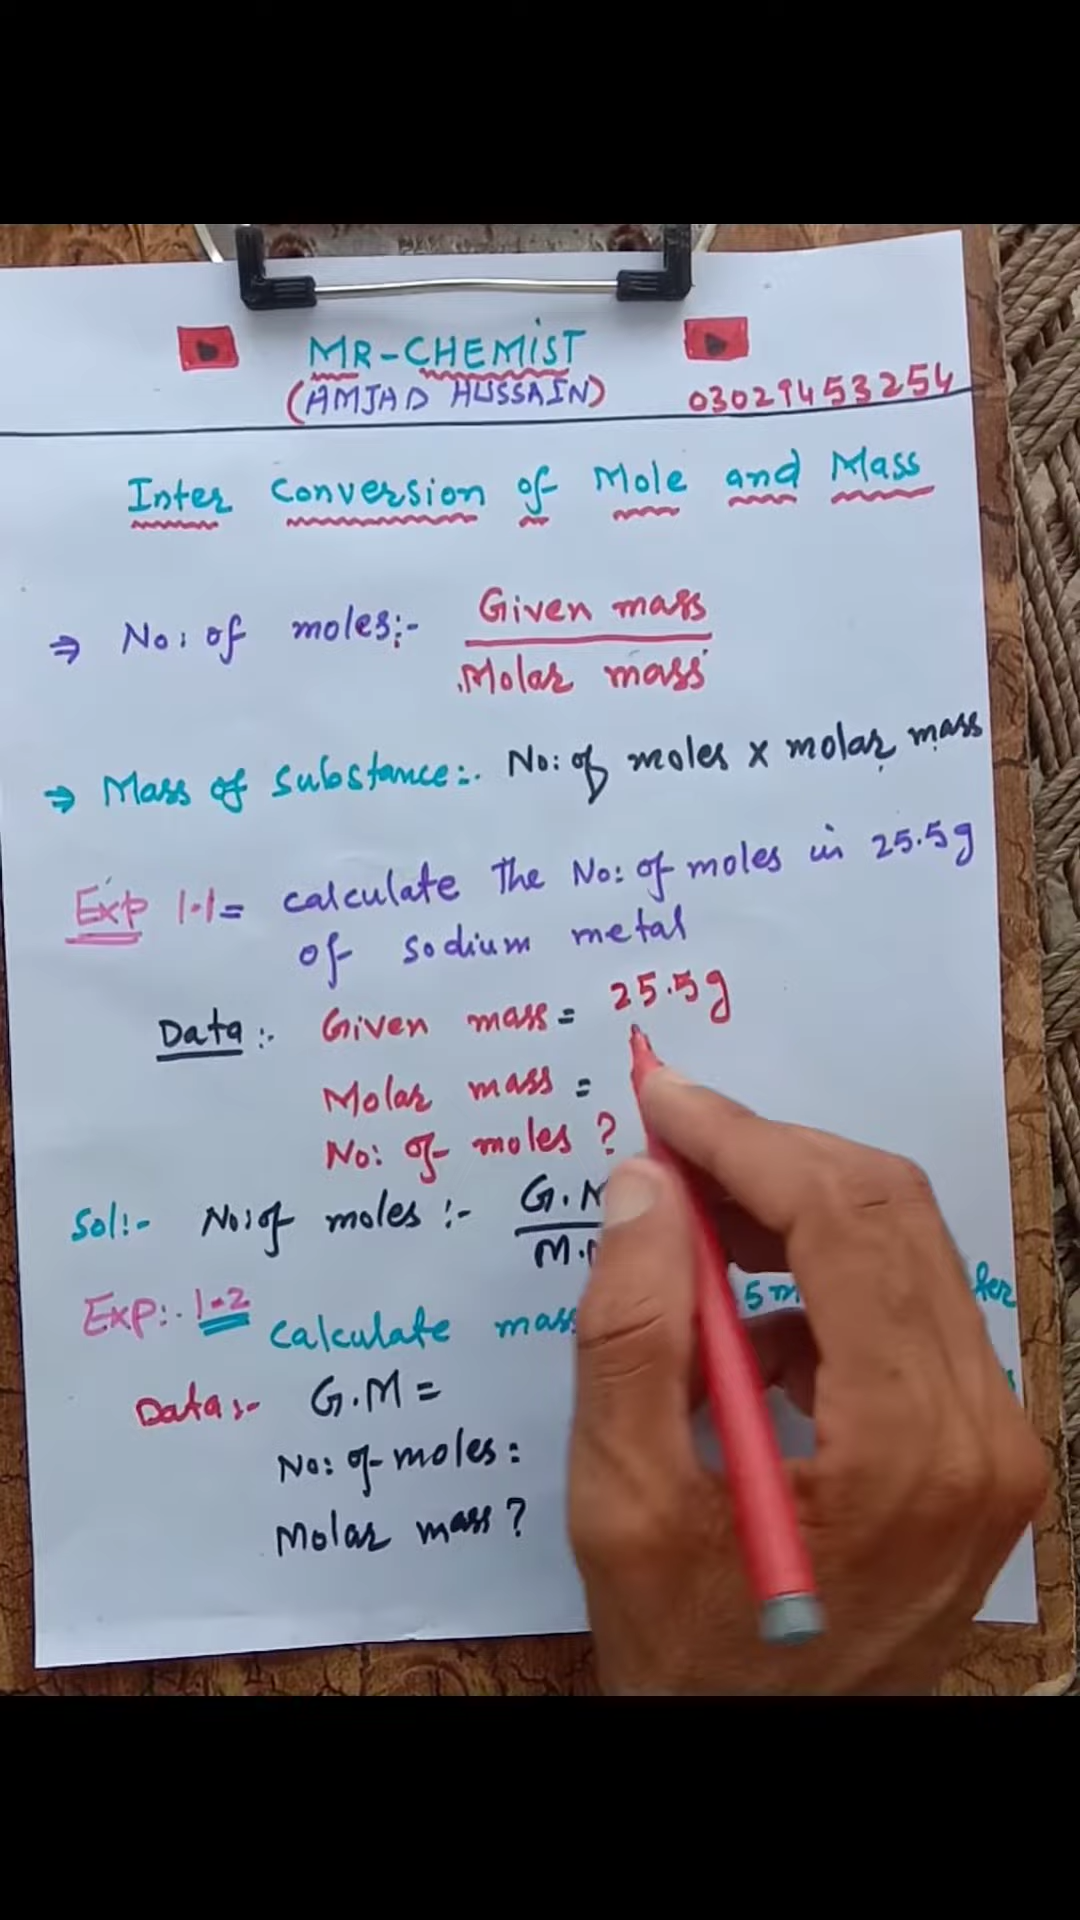 MR-CHEMIST
(AMJAD HUSSAIN) 03029453254
Inter Conversion of Mole and Mass
⇒ No: of moles:- Given mass
Molar mass
⇒ Mass of substance:. No: of moles x molar mass
Exp 1.1= calculate the No: of moles in 25.5g
of sodium metal
Data:- Given mass = 25.5g
Molar mass =
No: of moles ?
Sol:- No: of moles :- G.M
M.
Exp:. 1.2
Calculate mass 5m
Data:- G.M =
No: of moles:
Molar mass ?